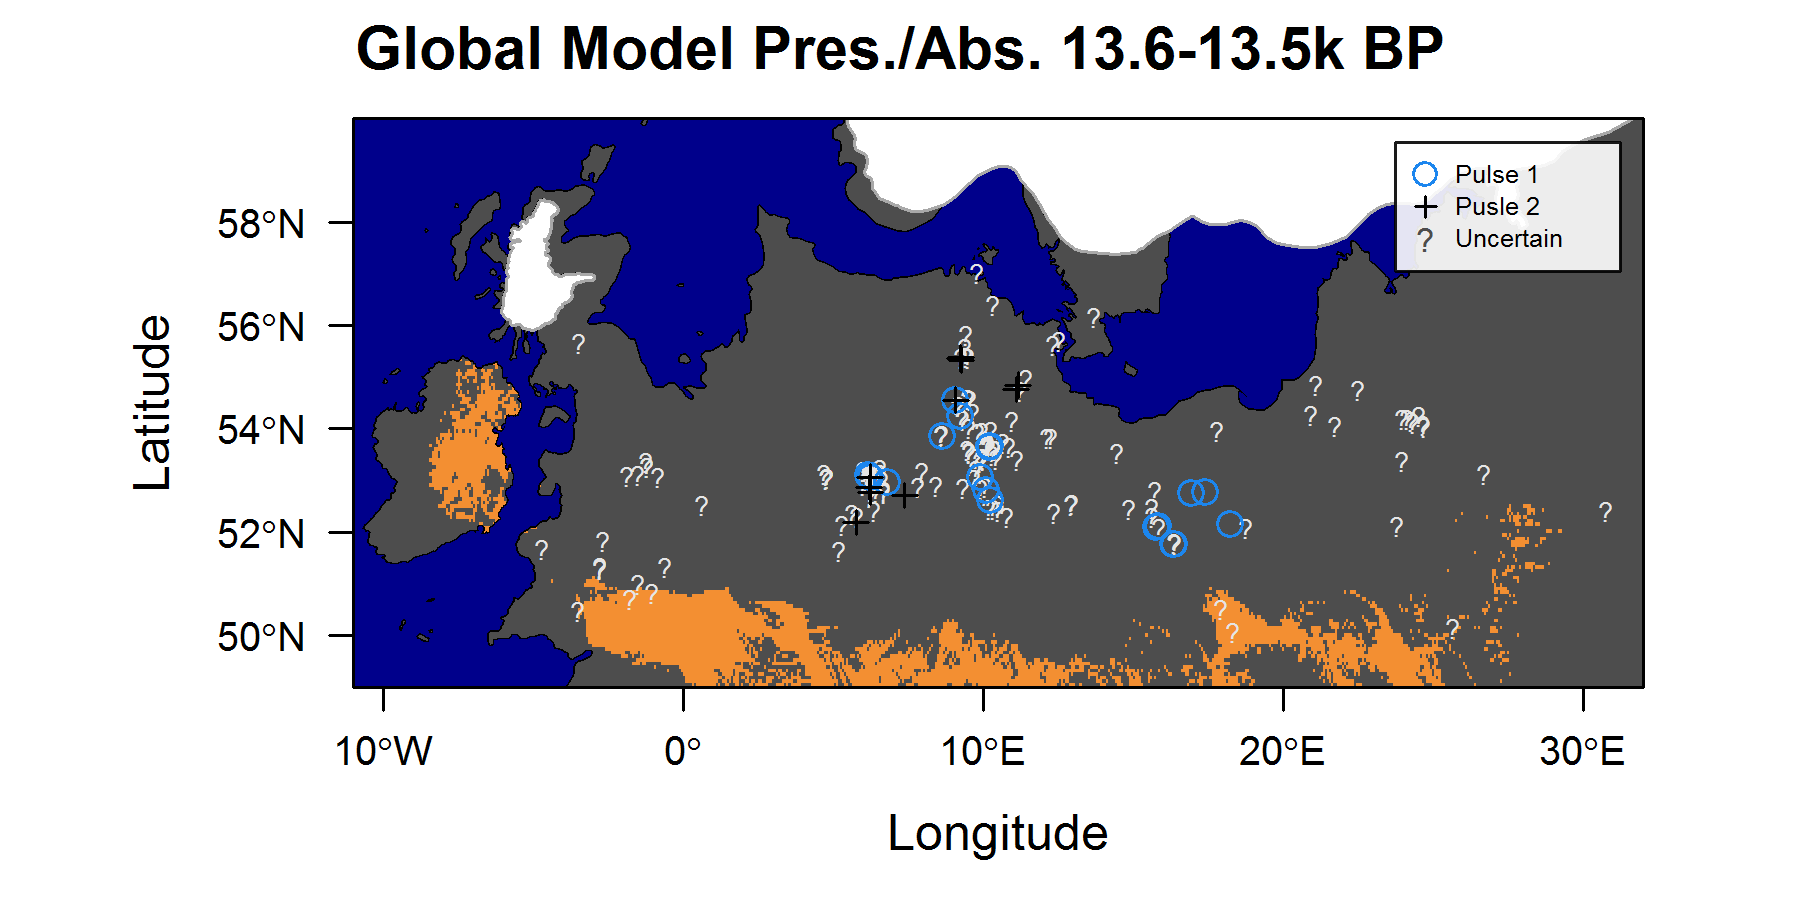 Global Model Pres./Abs. 13.6-13.5k BP
Pulse 1
Pusle 2
? Uncertain
58°N
56°N
54°N
52°N
50°N
Latitude
10°W 0° 10°E 20°E 30°E
Longitude